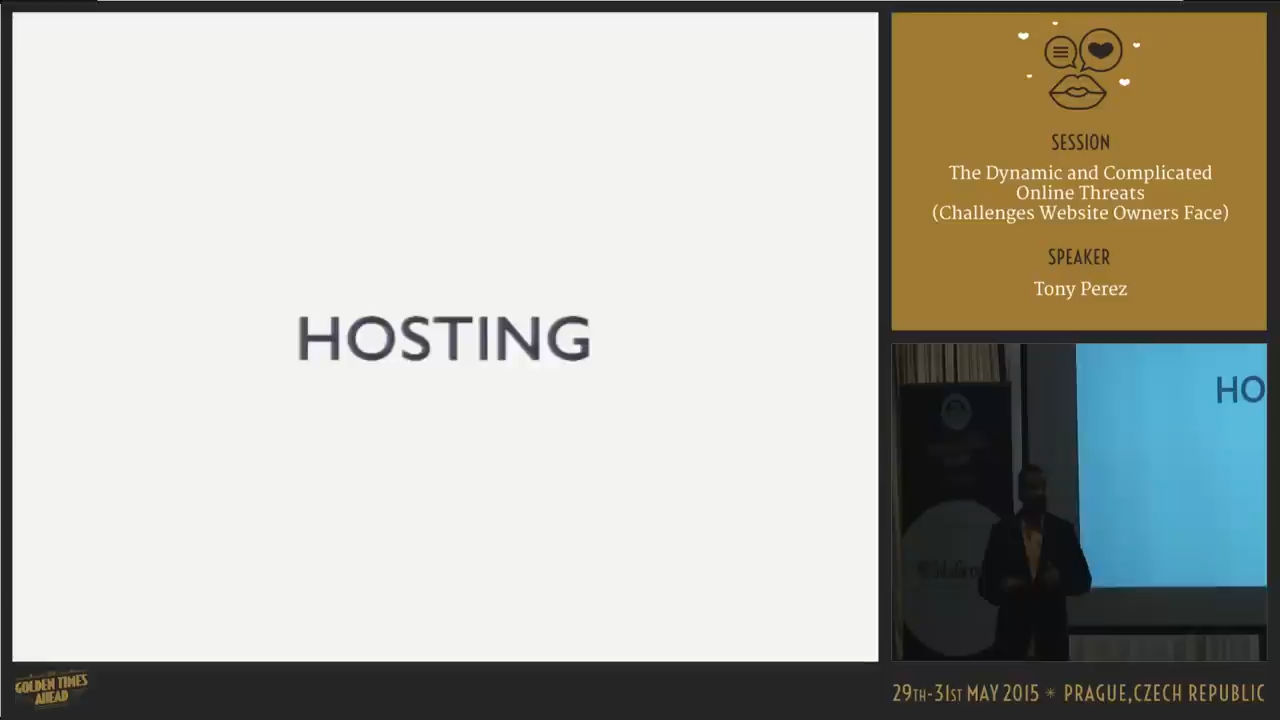 HOSTING
SESSION
The Dynamic and Complicated
Online Threats
(Challenges Website Owners Face)
SPEAKER
Tony Perez
HO
GOLDEN TIMES
AHEAD
29TH-31ST MAY 2015 * PRAGUE,CZECH REPUBLIC